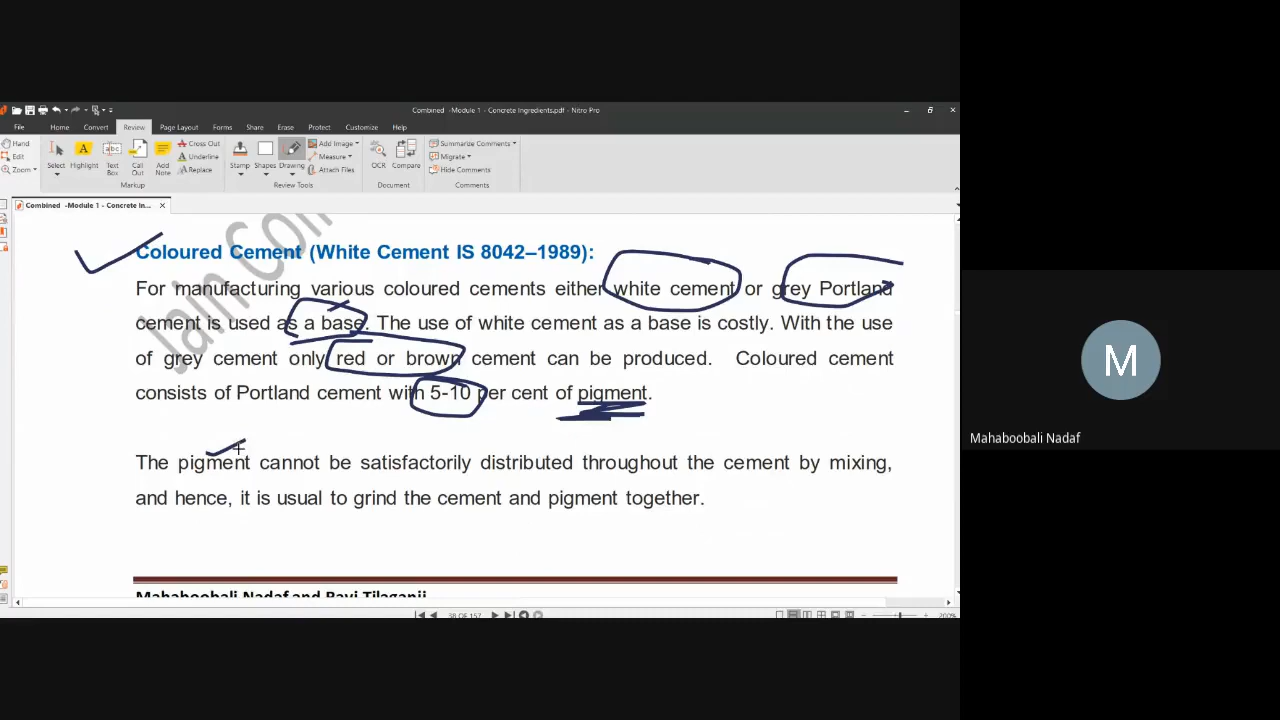 Combined -Module 1 - Concrete Ingredients.pdf - Nitro Pro
File Home Convert Review Page Layout Forms Share Erase Protect Customize Help
Hand
Edit
Zoom
Select
Highlight
Text Box
Call Out
Add Note
Cross Out
Underline
Replace
Markup
Stamp
Shapes
Drawing
Add Image
Measure
Attach Files
Review Tools
OCR
Compare
Document
Summarize Comments
Migrate
Hide Comments
Comments
Combined -Module 1 - Concrete In...
Jain Con
Coloured Cement (White Cement IS 8042–1989):
For manufacturing various coloured cements either white cement or grey Portland
cement is used as a base. The use of white cement as a base is costly. With the use
of grey cement only red or brown cement can be produced. Coloured cement
consists of Portland cement with 5-10 per cent of pigment.
The pigment cannot be satisfactorily distributed throughout the cement by mixing,
and hence, it is usual to grind the cement and pigment together.
Mahaboobali Nadaf and Ravi Tilaganji
38 OF 157
200%
M
Mahaboobali Nadaf